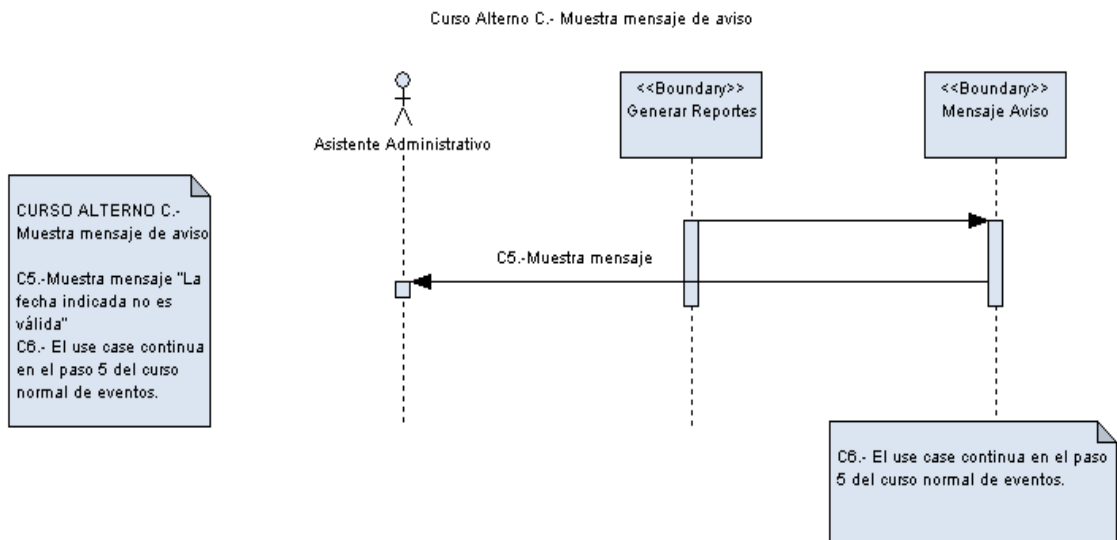 Curso Alterno C.- Muestra mensaje de aviso
<<Boundary>>
Generar Reportes
<<Boundary>>
Mensaje Aviso
Asistente Administrativo
CURSO ALTERNO C.-
Muestra mensaje de aviso
C5.-Muestra mensaje "La
fecha indicada no es
válida"
C6.- El use case continua
en el paso 5 del curso
normal de eventos.
C5.-Muestra mensaje
C6.- El use case continua en el paso
5 del curso normal de eventos.